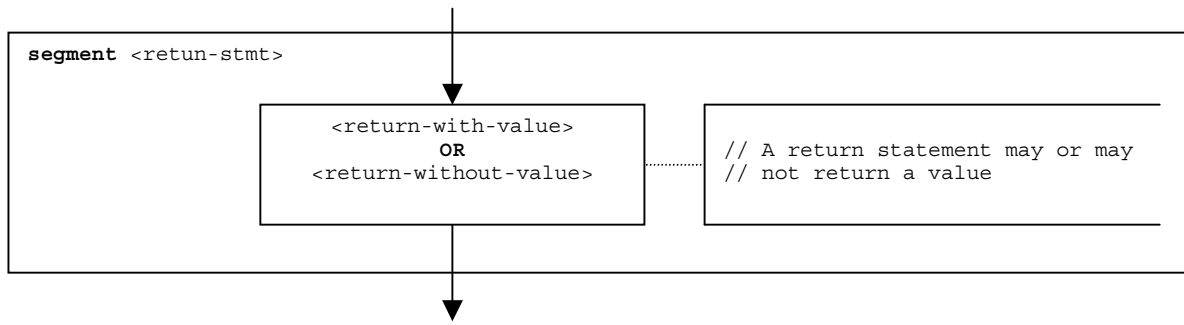 segment <retun-stmt>
<return-with-value>
OR
<return-without-value>
// A return statement may or may
// not return a value